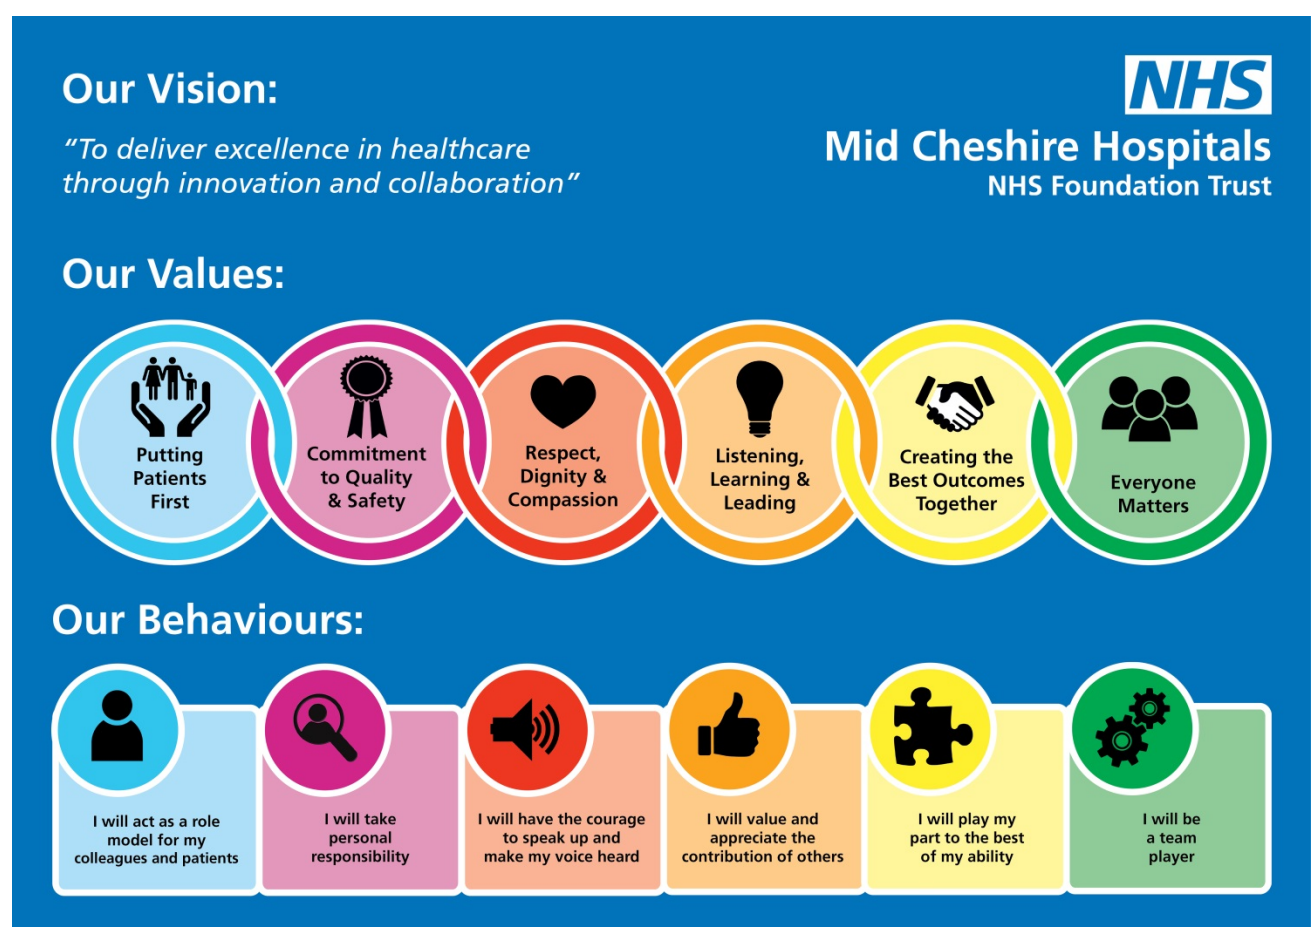 Our Vision:
"To deliver excellence in healthcare
through innovation and collaboration"
NHS
Mid Cheshire Hospitals
NHS Foundation Trust
Our Values:
Putting
Patients
First
Commitment
to Quality
& Safety
Respect,
Dignity &
Compassion
Listening,
Learning &
Leading
Creating the
Best Outcomes
Together
Everyone
Matters
Our Behaviours:
I will act as a role
model for my
colleagues and patients
I will take
personal
responsibility
I will have the courage
to speak up and
make my voice heard
I will value and
appreciate the
contribution of others
I will play my
part to the best
of my ability
I will be
a team
player